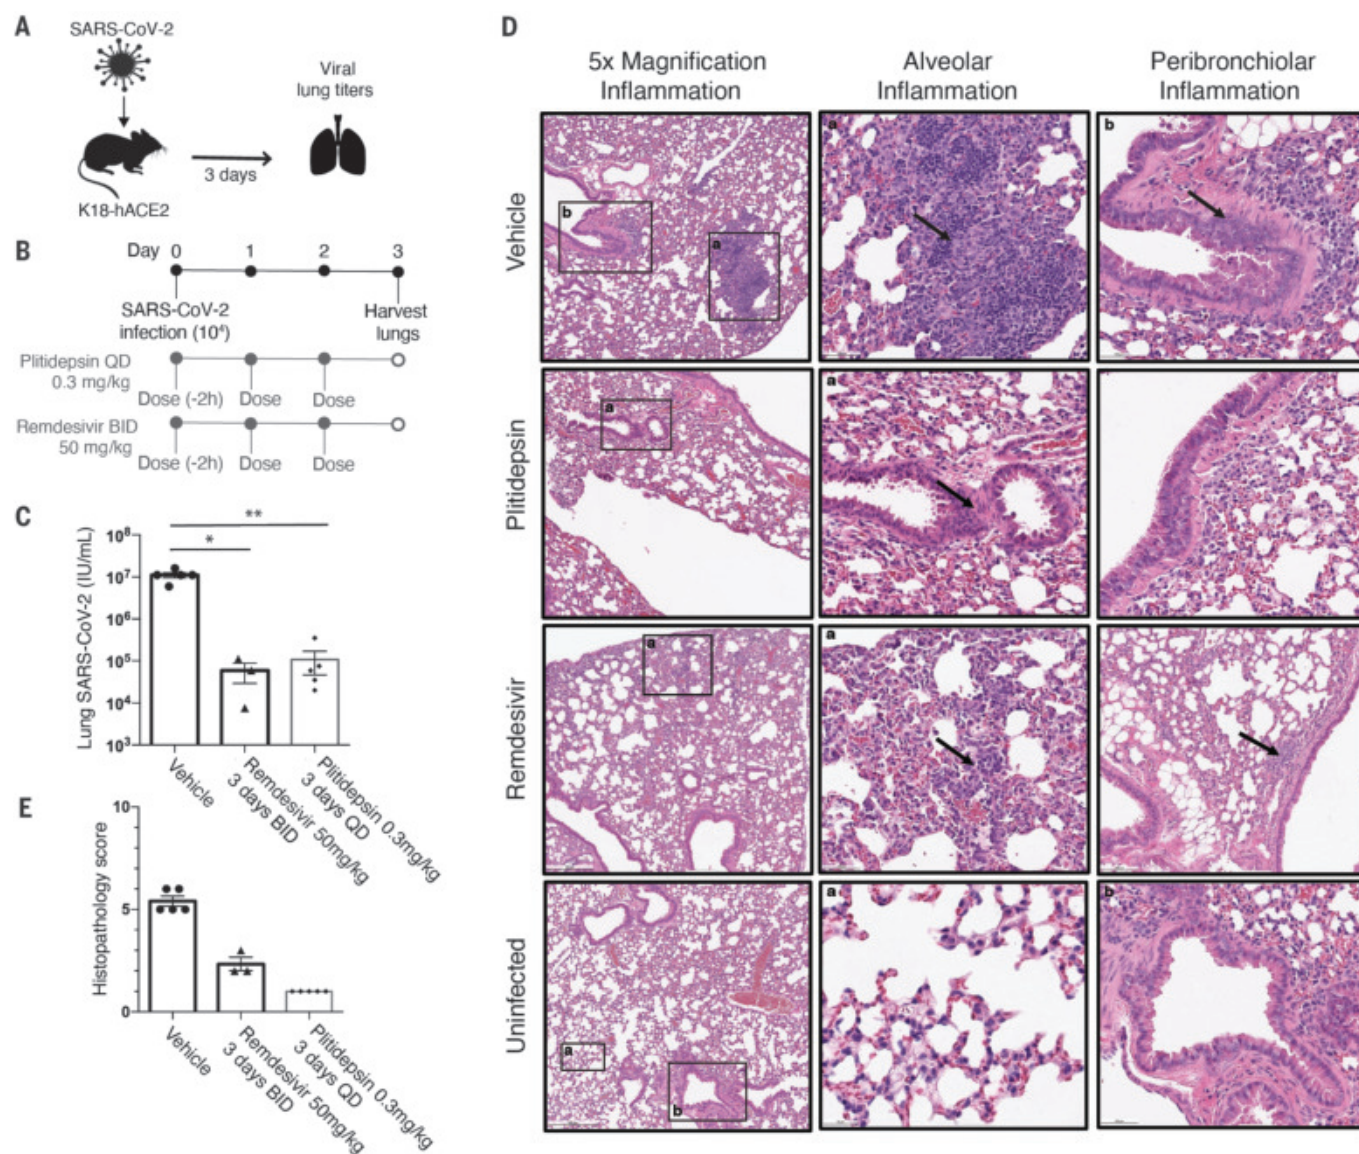 A
SARS-CoV-2
Viral
lung titers
3 days
K18-hACE2
B
Day 0 1 2 3
SARS-CoV-2
infection (10⁴)
Harvest
lungs
Plitidepsin QD
0.3 mg/kg
Dose (-2h) Dose Dose
Remdesivir BID
50 mg/kg
Dose (-2h) Dose Dose
C
Lung SARS-CoV-2 (IU/mL)
10⁸
10⁷
10⁶
10⁵
10⁴
10³
**
*
Vehicle
Remdesivir 50mg/kg
3 days BID
Plitidepsin 0.3mg/kg
3 days QD
E
Histopathology score
10
5
0
Vehicle
Remdesivir 50mg/kg
3 days BID
Plitidepsin 0.3mg/kg
3 days QD
D
5x Magnification
Inflammation
Alveolar
Inflammation
Peribronchiolar
Inflammation
Vehicle
b
a
a
b
Plitidepsin
a
a
Remdesvir
a
a
Uninfected
a
b
a
b